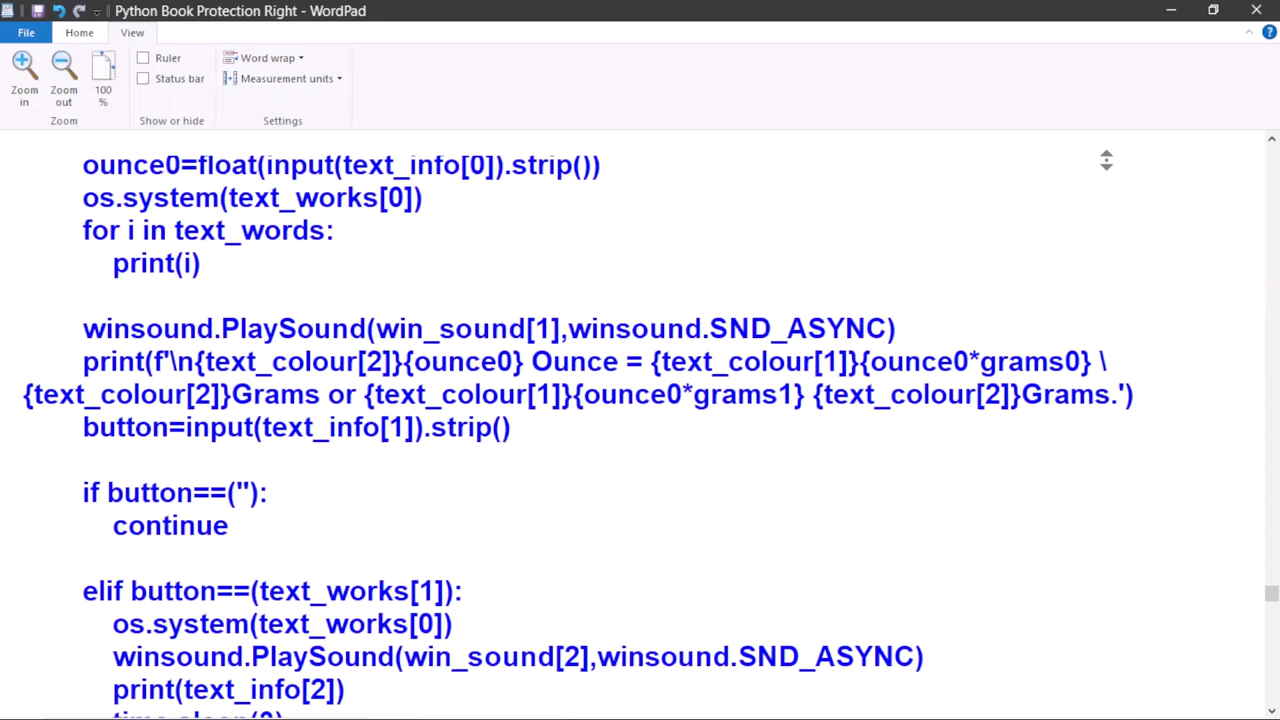 Python Book Protection Right - WordPad
File Home View
Zoom in
Zoom out
100 %
Ruler
Status bar
Word wrap
Measurement units
Zoom
Show or hide
Settings
ounce0=float(input(text_info[0]).strip())
os.system(text_works[0])
for i in text_words:
print(i)
winsound.PlaySound(win_sound[1],winsound.SND_ASYNC)
print(f'\n{text_colour[2]}{ounce0} Ounce = {text_colour[1]}{ounce0*grams0} \
{text_colour[2]}Grams or {text_colour[1]}{ounce0*grams1} {text_colour[2]}Grams.')
button=input(text_info[1]).strip()
if button==(''):
continue
elif button==(text_works[1]):
os.system(text_works[0])
winsound.PlaySound(win_sound[2],winsound.SND_ASYNC)
print(text_info[2])